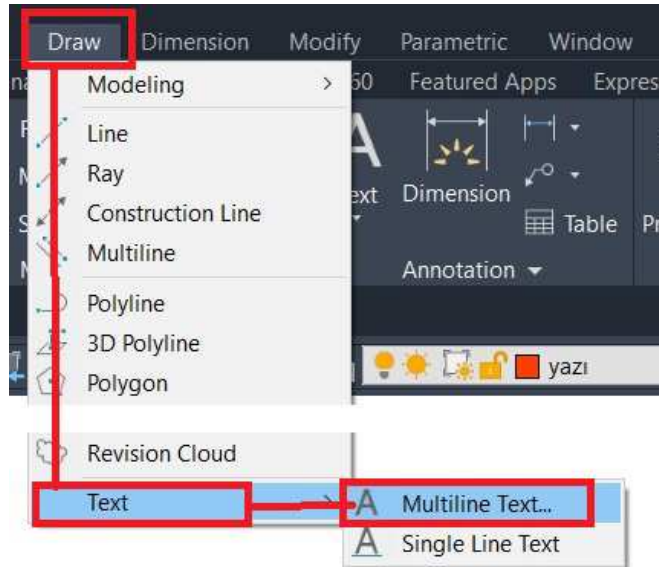 Draw Dimension Modify Parametric Window
60 Featured Apps Expres
Modeling
Line
Ray
Construction Line
Multiline
Polyline
3D Polyline
Polygon
Dimension
Table
Annotation
yazı
Revision Cloud
Text
Multiline Text...
Single Line Text